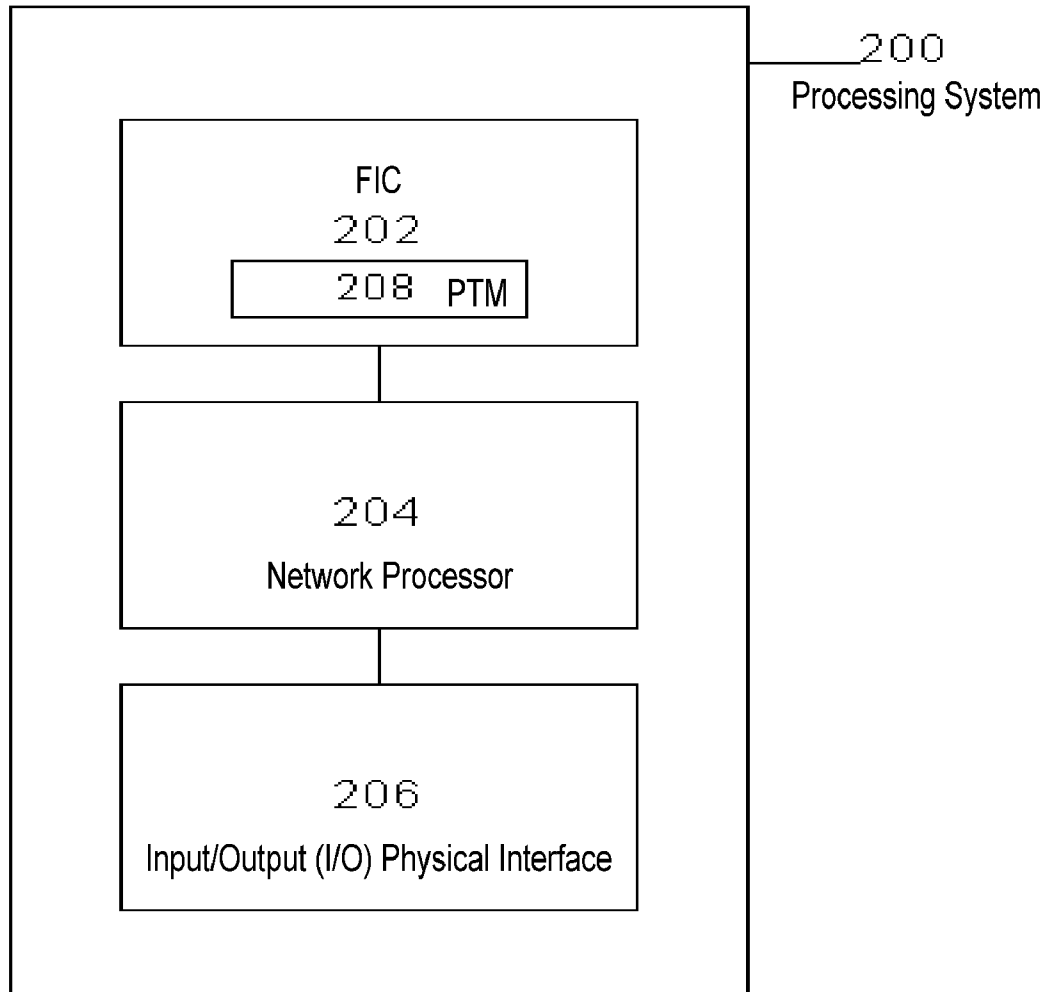 200
Processing System
FIC
202
208 PTM
204
Network Processor
206
Input/Output (I/O) Physical Interface